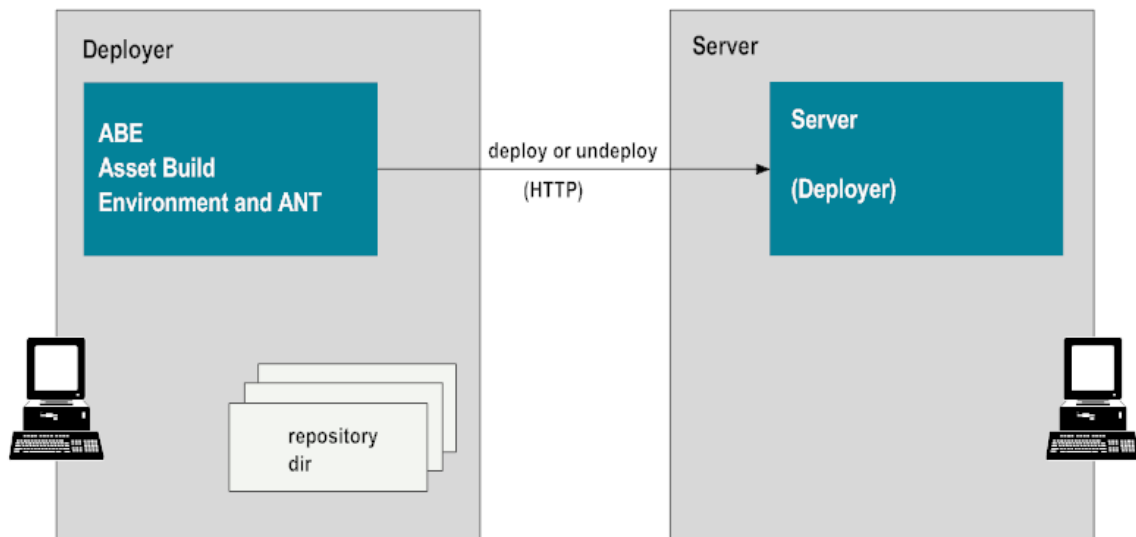 Deployer
ABE
Asset Build
Environment and ANT
repository
dir
deploy or undeploy
(HTTP)
Server
Server
(Deployer)